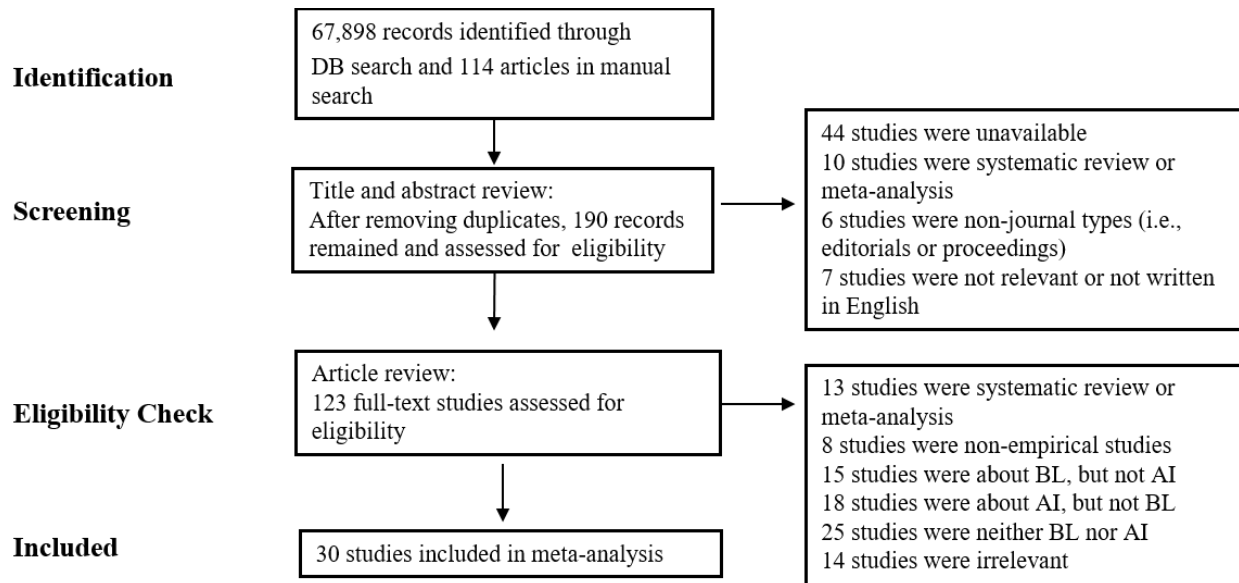 67,898 records identified through
DB search and 114 articles in manual
search
Identification
44 studies were unavailable
10 studies were systematic review or
meta-analysis
6 studies were non-journal types (i.e.,
editorials or proceedings)
7 studies were not relevant or not written
in English
Title and abstract review:
After removing duplicates, 190 records
remained and assessed for eligibility
Screening
Article review:
123 full-text studies assessed for
eligibility
Eligibility Check
13 studies were systematic review or
meta-analysis
8 studies were non-empirical studies
15 studies were about BL, but not AI
18 studies were about AI, but not BL
25 studies were neither BL nor AI
14 studies were irrelevant
Included
30 studies included in meta-analysis